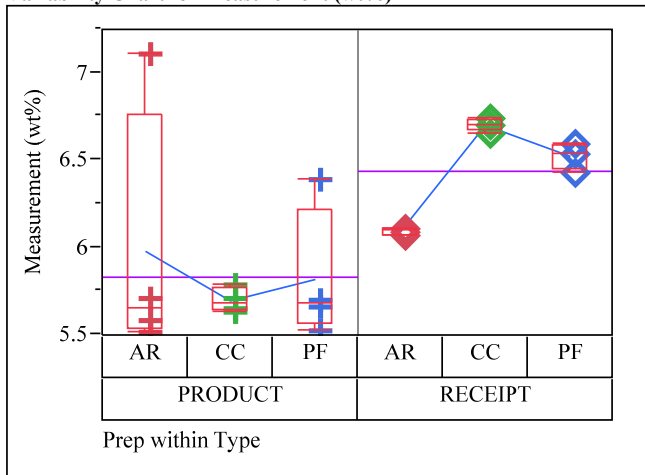 Measurement (wt%)
7
6.5
6
5.5
AR CC PF AR CC PF
PRODUCT RECEIPT
Prep within Type